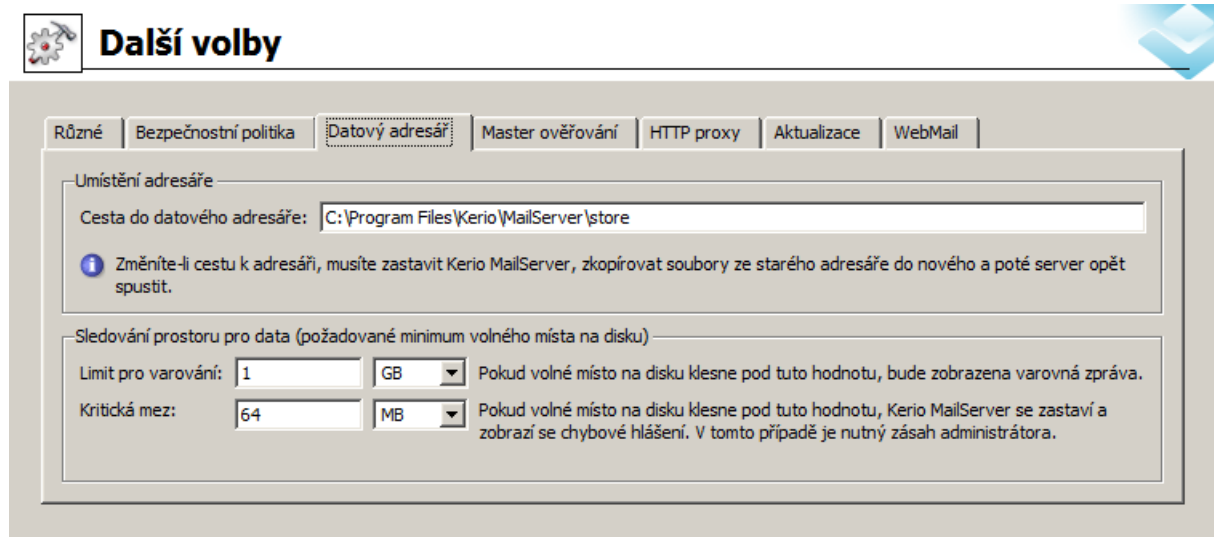 Další volby
Různé Bezpečnostní politika Datový adresář Master ověřování HTTP proxy Aktualizace WebMail
Umístění adresáře
Cesta do datového adresáře: C:\Program Files\Kerio\MailServer\store
Změníte-li cestu k adresáři, musíte zastavit Kerio MailServer, zkopírovat soubory ze starého adresáře do nového a poté server opět
spustit.
Sledování prostoru pro data (požadované minimum volného místa na disku)
Limit pro varování: 1 GB Pokud volné místo na disku klesne pod tuto hodnotu, bude zobrazena varovná zpráva.
Kritická mez: 64 MB Pokud volné místo na disku klesne pod tuto hodnotu, Kerio MailServer se zastaví a
zobrazí se chybové hlášení. V tomto případě je nutný zásah administrátora.